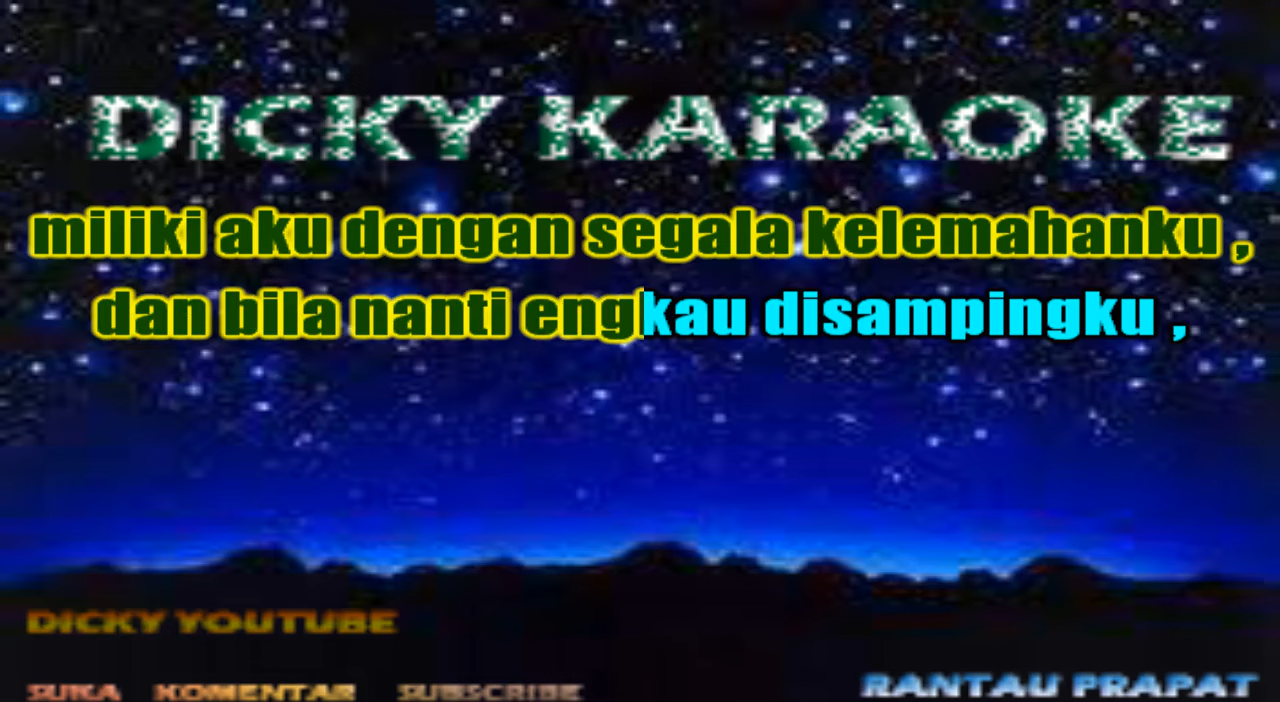 DICKY KARAOKE
miliki aku dengan segala kelemahanku ,
dan bila nanti engkau disampingku ,
DICKY YOUTUBE
SUKA KOMENTAR SUBSCRIBE
RANTAU PRAPAT